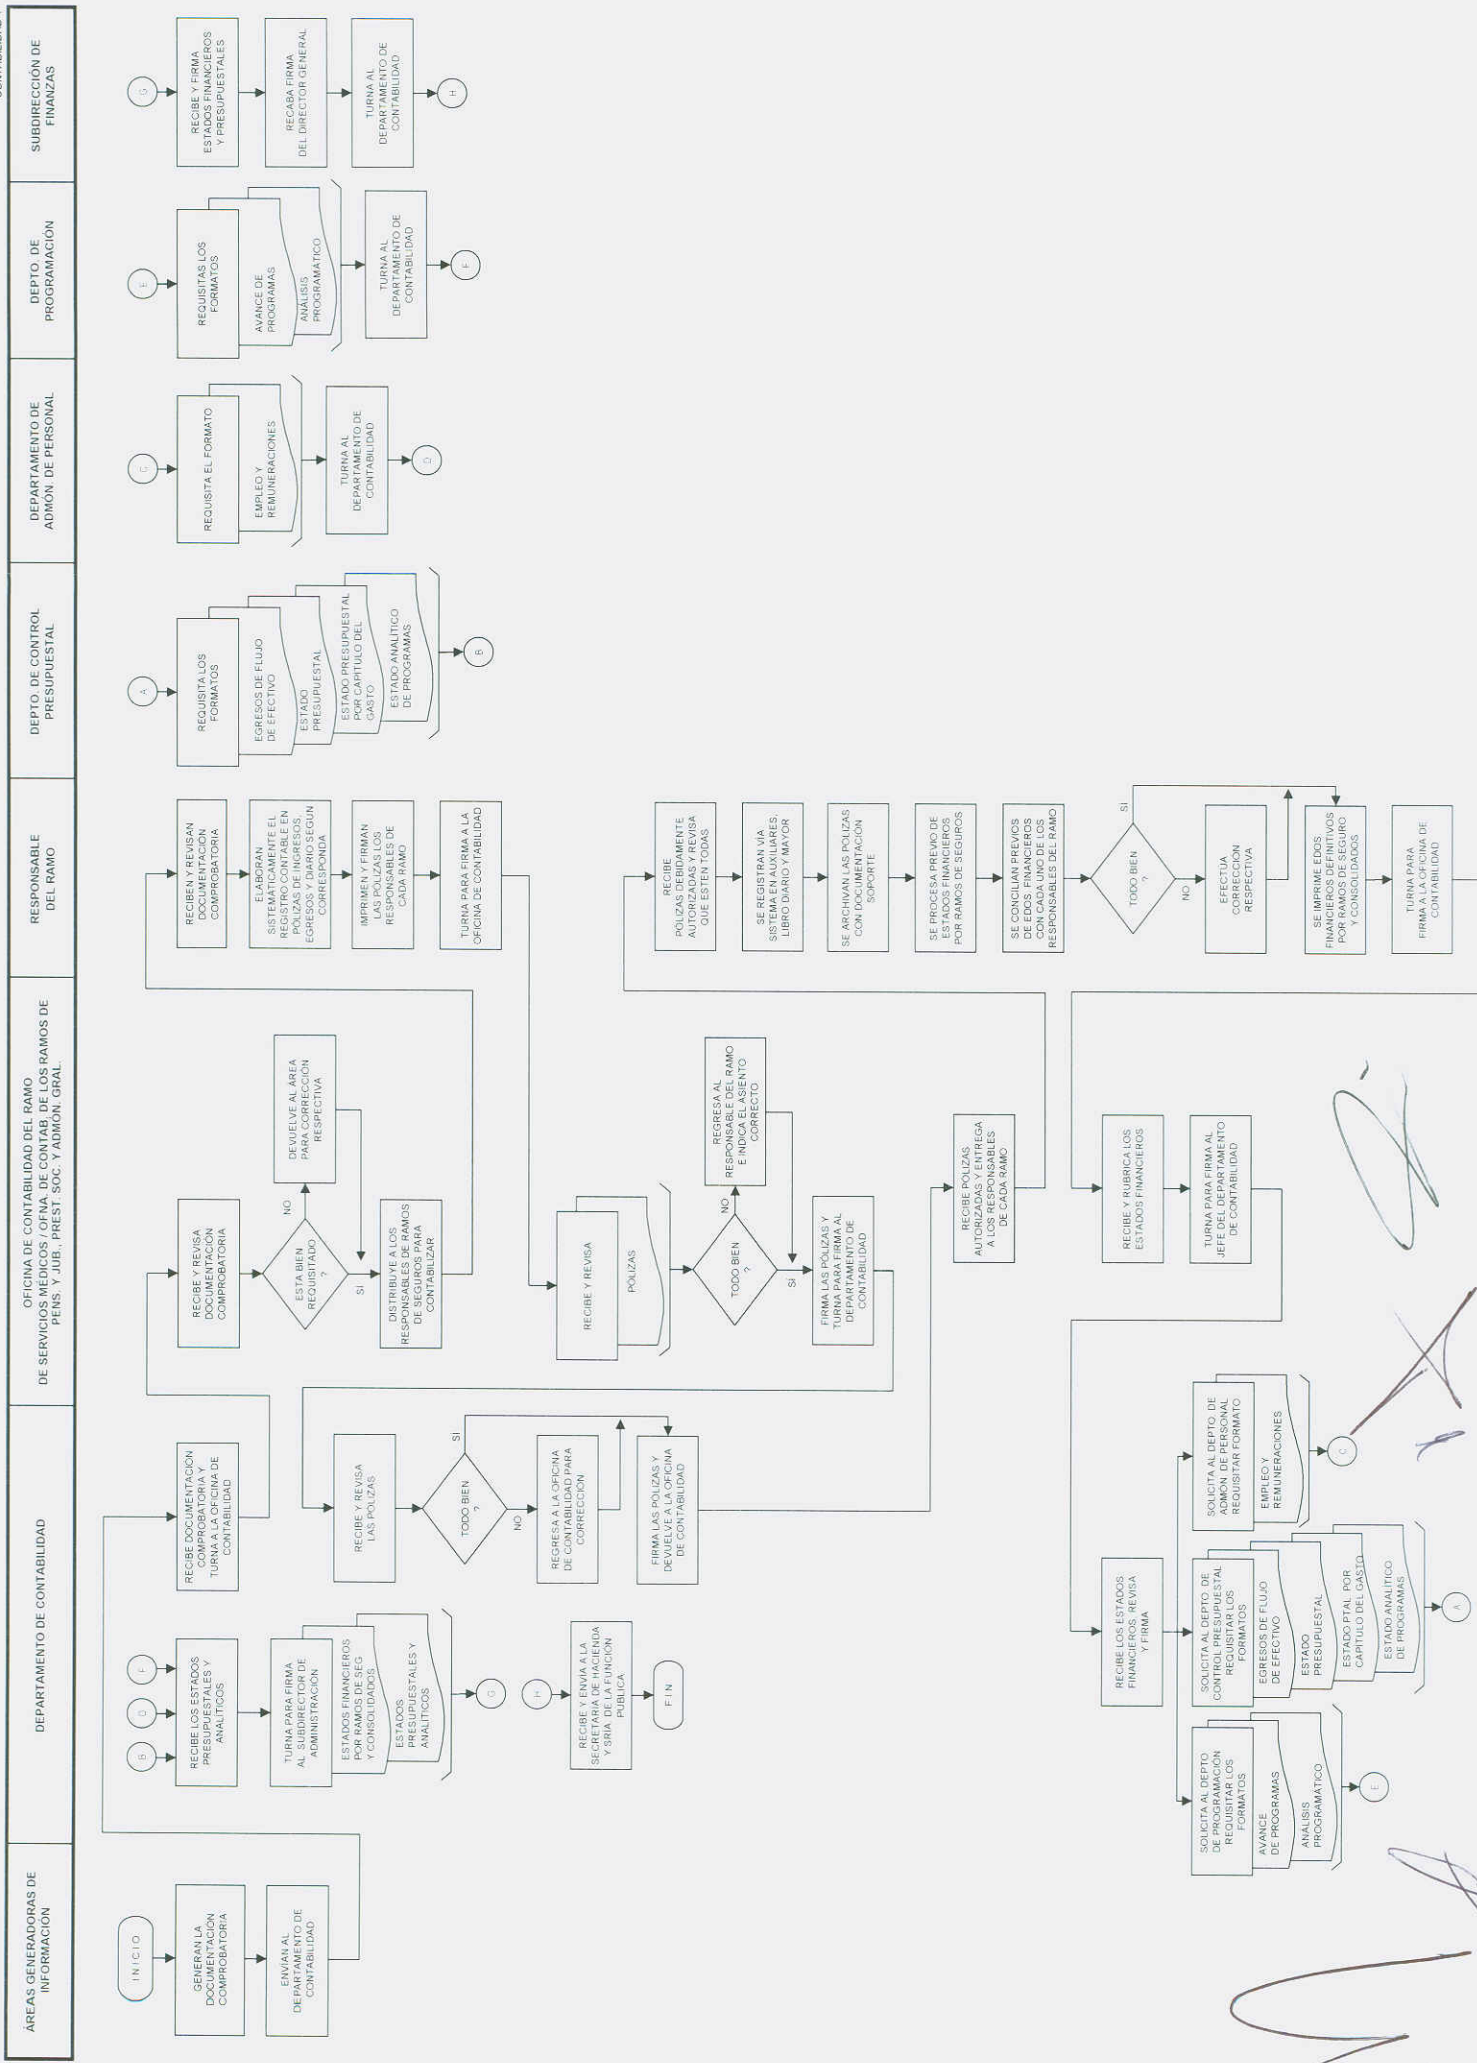 ÁREAS GENERADORAS DE
INFORMACIÓN
DEPARTAMENTO DE CONTABILIDAD
OFICINA DE CONTABILIDAD DEL RAMO
DE SERVICIOS MÉDICOS / OFNA. DE CONTAB. DE LOS RAMOS DE
PENS. Y JUB., PREST. SOC. Y ADMÓN. GRAL.
RESPONSABLE
DEL RAMO
DEPTO. DE CONTROL
PRESUPUESTAL
DEPARTAMENTO DE
ADMÓN. DE PERSONAL
DEPTO. DE
PROGRAMACIÓN
SUBDIRECCIÓN DE
FINANZAS
INICIO
GENERAN LA
DOCUMENTACIÓN
COMPROBATORIA
ENVÍAN AL
DEPARTAMENTO DE
CONTABILIDAD
B
D
F
RECIBE LOS ESTADOS
PRESUPUESTALES Y
ANALÍTICOS
TURNA PARA FIRMA
AL SUBDIRECTOR DE
ADMINISTRACIÓN
ESTADOS FINANCIEROS
POR RAMOS DE SEG
Y CONSOLIDADOS
ESTADOS
PRESUPUESTALES Y
ANALÍTICOS
G
H
RECIBE Y ENVÍA A LA
SECRETARÍA DE HACIENDA
Y SRÍA. DE LA FUNCIÓN
PÚBLICA
FIN
RECIBE DOCUMENTACIÓN
COMPROBATORIA Y
TURNA A LA OFICINA DE
CONTABILIDAD
RECIBE Y REVISA
LAS PÓLIZAS
TODO BIEN
?
SÍ
NO
REGRESA A LA OFICINA
DE CONTABILIDAD PARA
CORRECCIÓN
FIRMA LAS PÓLIZAS Y
DEVUELVE A LA OFICINA
DE CONTABILIDAD
RECIBE LOS ESTADOS
FINANCIEROS, REVISA
Y FIRMA
SOLICITA AL DEPTO
DE PROGRAMACIÓN
REQUISITAR LOS
FORMATOS
AVANCE
DE PROGRAMAS
ANÁLISIS
PROGRAMÁTICO
E
SOLICITA AL DEPTO. DE
CONTROL PRESUPUESTAL
REQUISITAR LOS
FORMATOS
EGRESOS DE FLUJO
DE EFECTIVO
ESTADO
PRESUPUESTAL
ESTADO PTAL. POR
CAPÍTULO DEL GASTO
ESTADO ANALÍTICO
DE PROGRAMAS
A
SOLICITA AL DEPTO. DE
ADMÓN. DE PERSONAL
REQUISITAR FORMATO
EMPLEO Y
REMUNERACIONES
C
RECIBE Y REVISA
DOCUMENTACIÓN
COMPROBATORIA
ESTA BIEN
REQUISITADO
?
NO
SÍ
DEVUELVE AL ÁREA
PARA CORRECCIÓN
RESPECTIVA
DISTRIBUYE A LOS
RESPONSABLES DE RAMOS
DE SEGUROS PARA
CONTABILIZAR
RECIBE Y REVISA
PÓLIZAS
TODO BIEN
?
NO
SÍ
REGRESA AL
RESPONSABLE DEL RAMO
E INDICA EL ASIENTO
CORRECTO
FIRMA LAS PÓLIZAS Y
TURNA PARA FIRMA AL
DEPARTAMENTO DE
CONTABILIDAD
RECIBE PÓLIZAS
AUTORIZADAS Y ENTREGA
A LOS RESPONSABLES
DE CADA RAMO
RECIBE Y RUBRICA LOS
ESTADOS FINANCIEROS
TURNA PARA FIRMA AL
JEFE DEL DEPARTAMENTO
DE CONTABILIDAD
RECIBEN Y REVISAN
DOCUMENTACIÓN
COMPROBATORIA
ELABORAN
SISTEMÁTICAMENTE EL
REGISTRO CONTABLE EN
PÓLIZAS DE INGRESOS,
EGRESOS Y DIARIO SEGÚN
CORRESPONDA
IMPRIMEN Y FIRMAN
LAS PÓLIZAS LOS
RESPONSABLES DE
CADA RAMO
TURNA PARA FIRMA A LA
OFICINA DE CONTABILIDAD
RECIBE
PÓLIZAS DEBIDAMENTE
AUTORIZADAS Y REVISA
QUE ESTEN TODAS
SE REGISTRAN VÍA
SISTEMA EN AUXILIARES,
LIBRO DIARIO Y MAYOR
SE ARCHIVAN LAS PÓLIZAS
CON DOCUMENTACIÓN
SOPORTE
SE PROCESA PREVIO DE
ESTADOS FINANCIEROS
POR RAMOS DE SEGUROS
SE CONCILIAN PREVIOS
DE EDOS. FINANCIEROS
CON CADA UNO DE LOS
RESPONSABLES DEL RAMO
TODO BIEN
?
SÍ
NO
EFECTÚA
CORRECCIÓN
RESPECTIVA
SE IMPRIME EDOS.
FINANCIEROS DEFINITIVOS
POR RAMOS DE SEGURO
Y CONSOLIDADOS
TURNA PARA
FIRMA A LA OFICINA DE
CONTABILIDAD
A
REQUISITA LOS
FORMATOS
EGRESOS DE FLUJO
DE EFECTIVO
ESTADO
PRESUPUESTAL
ESTADO PRESUPUESTAL
POR CAPÍTULO DEL
GASTO
ESTADO ANALÍTICO
DE PROGRAMAS
B
C
REQUISITA EL FORMATO
EMPLEO Y
REMUNERACIONES
TURNA AL
DEPARTAMENTO DE
CONTABILIDAD
D
E
REQUISITAS LOS
FORMATOS
AVANCE DE
PROGRAMAS
ANÁLISIS
PROGRAMÁTICO
TURNA AL
DEPARTAMENTO DE
CONTABILIDAD
F
G
RECIBE Y FIRMA
ESTADOS FINANCIEROS
Y PRESUPUESTALES
RECABA FIRMA
DEL DIRECTOR GENERAL
TURNA AL
DEPARTAMENTO DE
CONTABILIDAD
H